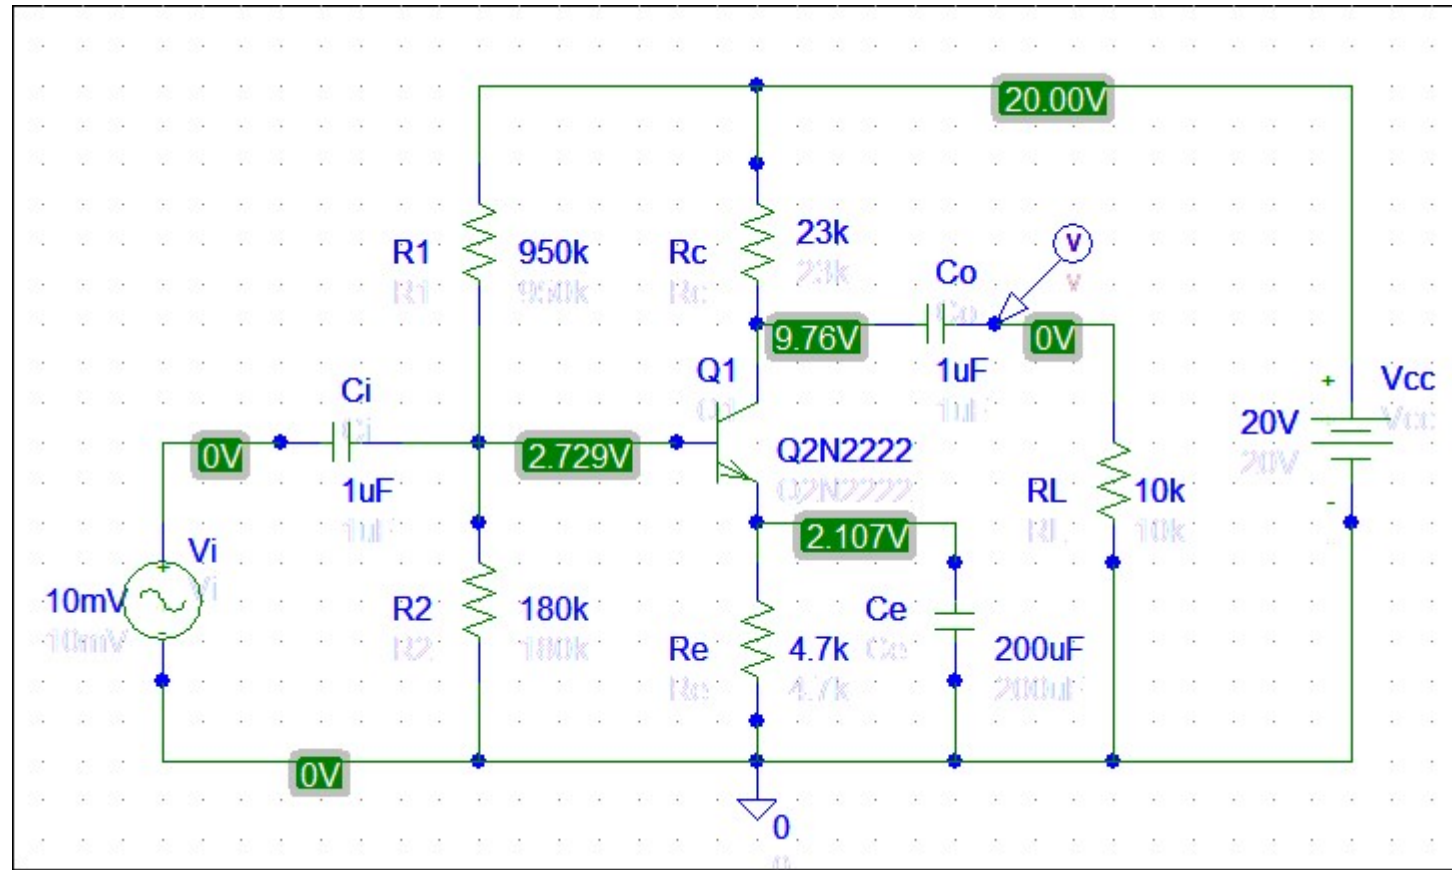 20.00V
R1
950k
Rc
23k
V
Co
9.76V
0V
1uF
Q1
Vcc
+
20V
-
Ci
0V
2.729V
1uF
Q2N2222
RL
10k
2.107V
Vi
+
-
10mV
R2
180k
Re
4.7k
Ce
200uF
0V
0